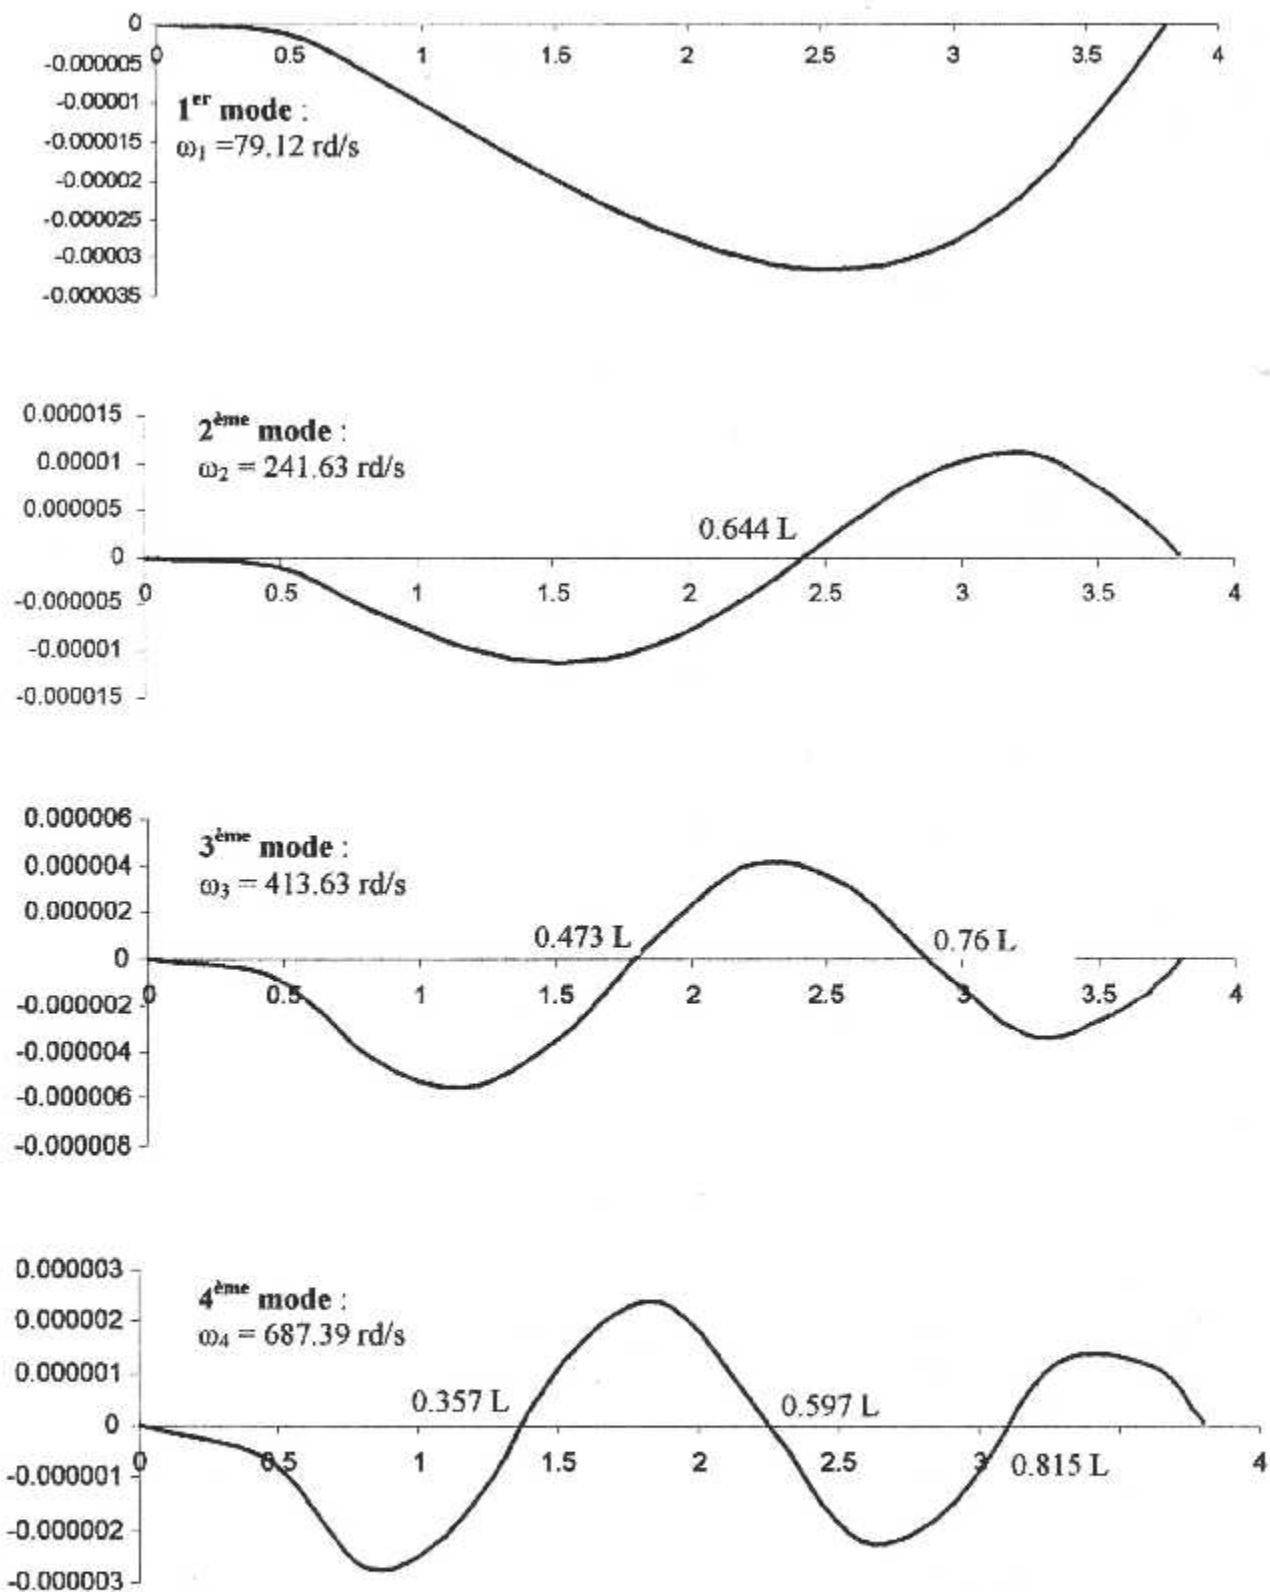 0
0 0.5 1 1.5 2 2.5 3 3.5 4
-0.000005
-0.00001
-0.000015
-0.00002
-0.000025
-0.00003
-0.000035
1er mode :
ω1 =79.12 rd/s
0.000015
0.00001
0.000005
0
-0.000005
-0.00001
-0.000015
2ème mode :
ω2 = 241.63 rd/s
0.644 L
0 0.5 1 1.5 2 2.5 3 3.5 4
0.000006
0.000004
0.000002
0
-0.000002
-0.000004
-0.000006
-0.000008
3ème mode :
ω3 = 413.63 rd/s
0.473 L
0.76 L
0 0.5 1 1.5 2 2.5 3 3.5 4
0.000003
0.000002
0.000001
0
-0.000001
-0.000002
-0.000003
4ème mode :
ω4 = 687.39 rd/s
0.357 L
0.597 L
0 0.5 1 1.5 2 2.5 3 4
0.815 L